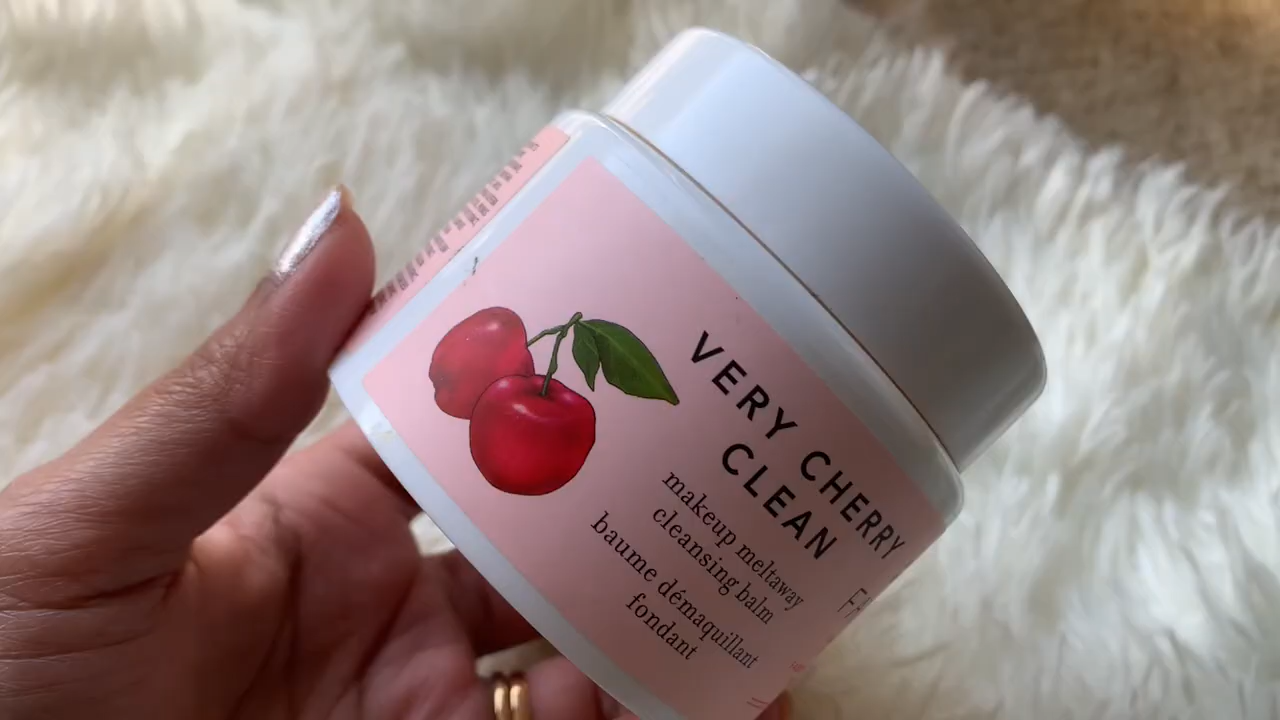 VERY CHERRY
CLEAN
makeup meltaway
cleansing balm
baume démaquillant
fondant